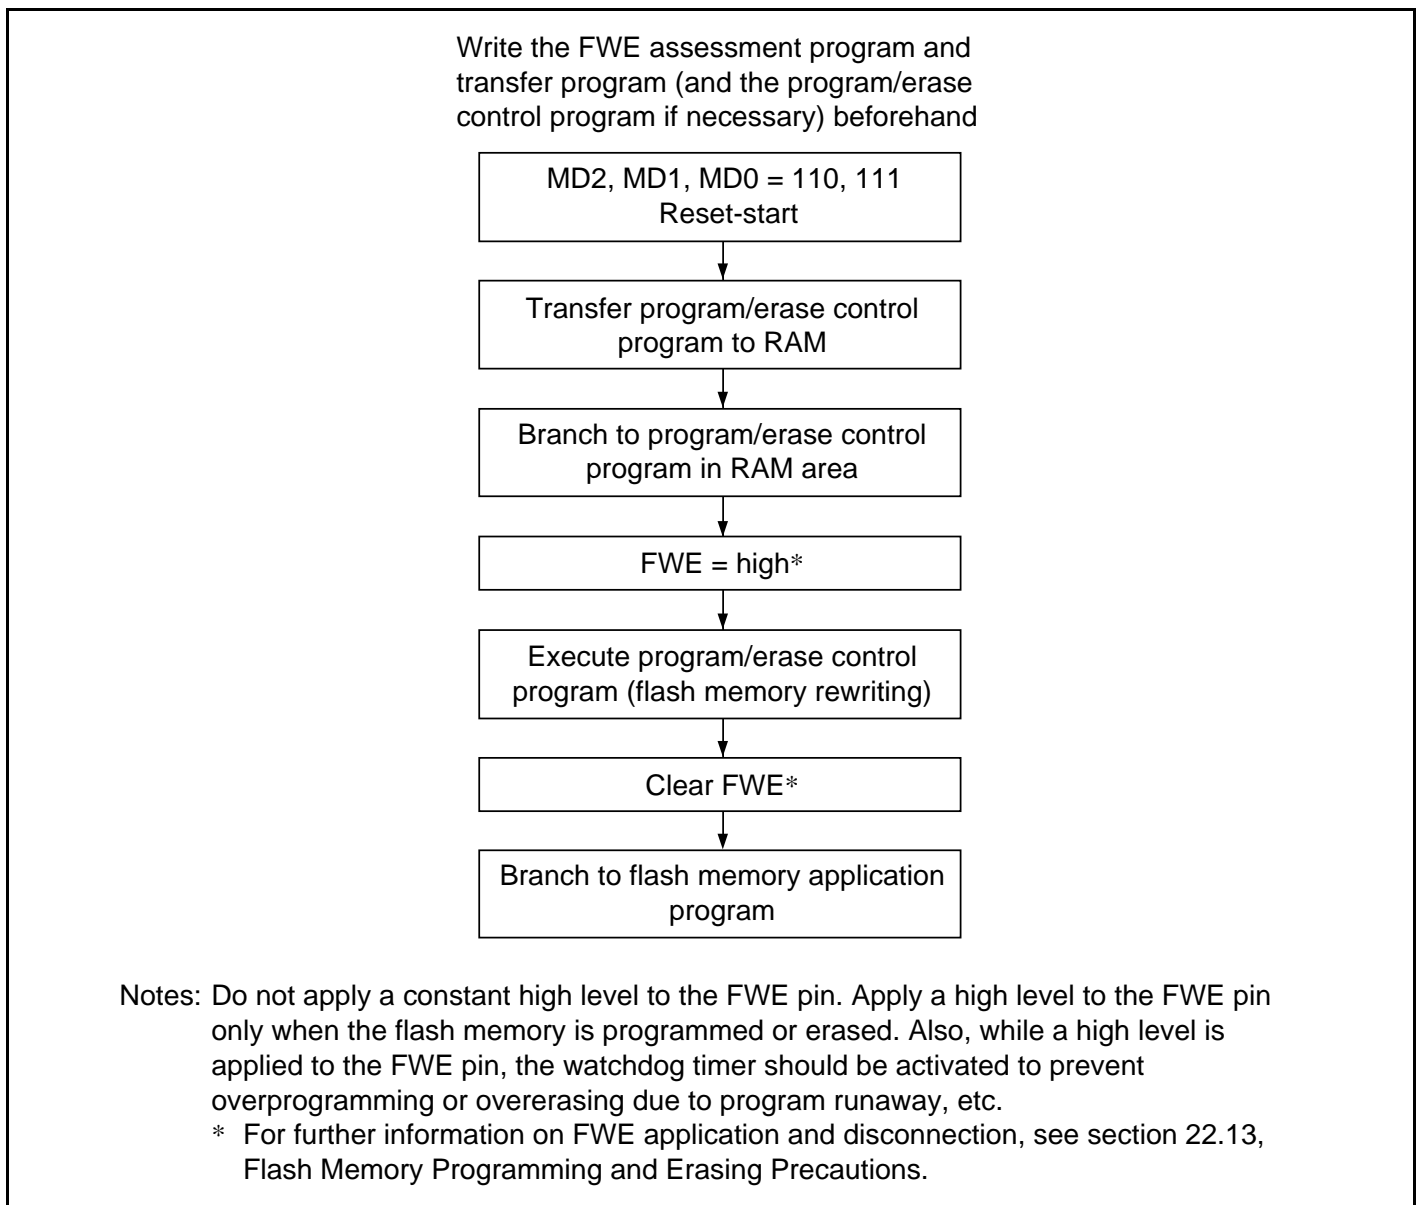 Write the FWE assessment program and
transfer program (and the program/erase
control program if necessary) beforehand
MD2, MD1, MD0 = 110, 111
Reset-start
Transfer program/erase control
program to RAM
Branch to program/erase control
program in RAM area
FWE = high*
Execute program/erase control
program (flash memory rewriting)
Clear FWE*
Branch to flash memory application
program
Notes: Do not apply a constant high level to the FWE pin. Apply a high level to the FWE pin
only when the flash memory is programmed or erased. Also, while a high level is
applied to the FWE pin, the watchdog timer should be activated to prevent
overprogramming or overerasing due to program runaway, etc.
* For further information on FWE application and disconnection, see section 22.13,
Flash Memory Programming and Erasing Precautions.